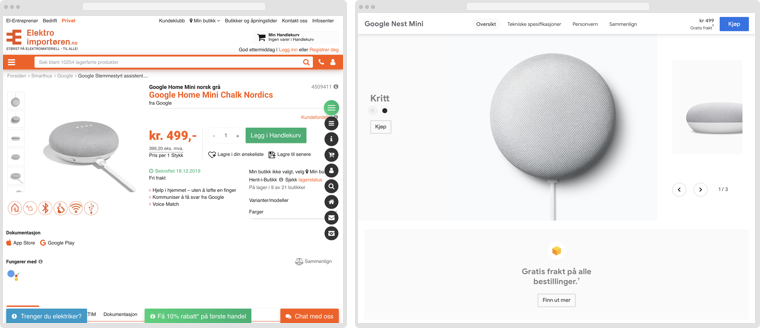 El-Entreprenør Bedrift Privat
Kundeklubb Min butikk Butikker og åpningstider Kontakt oss Infosenter
Elektro
importøren.no
STØRST PÅ ELEKTROMATERIELL - TIL ALLE!
Min Handlekurv
Ingen varer i Handlekurv
God ettermiddag ! Logg inn eller Registrer deg
Søk blant 10254 lagerførte produkter
Forsiden › Smarthus › Google › Google Stemmestyrt assistent...
Google Home Mini norsk grå
4509411
Google Home Mini Chalk Nordics
fra Google
Kundefordel
kr. 499,-
399,20 eks. mva.
Pris per 1 Stykk
- 1 +
Legg i Handlekurv
Lagre i din ønskeliste
Lagre til senere
Bestselger 19.12.2019
Fri frakt
› Hjelp i hjemmet – uten å løfte en finger
› Kommuniser å få svar fra Google
› Voice Match
Min butikk ikke valgt, velg Min bu
Hent-i-Butikk Sjekk lagerstatus
På lager i 8 av 21 butikker
Varianter/modeller
Farger
Dokumentasjon
App Store Google Play
Fungerer med
Sammenlign
Trenger du elektriker?
TIM Dokumentasjon
Få 10% rabatt* på første handel
Chat med oss
Google Nest Mini
Oversikt Tekniske spesifikasjoner Personvern Sammenlign
kr 499
Gratis frakt
Kjøp
Kritt
Kjøp
1 / 3
Gratis frakt på alle
bestillinger.
Finn ut mer